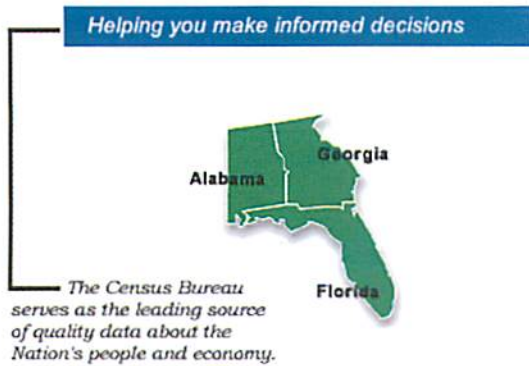 Helping you make informed decisions
Georgia
Alabama
Florida
The Census Bureau
serves as the leading source
of quality data about the
Nation's people and economy.